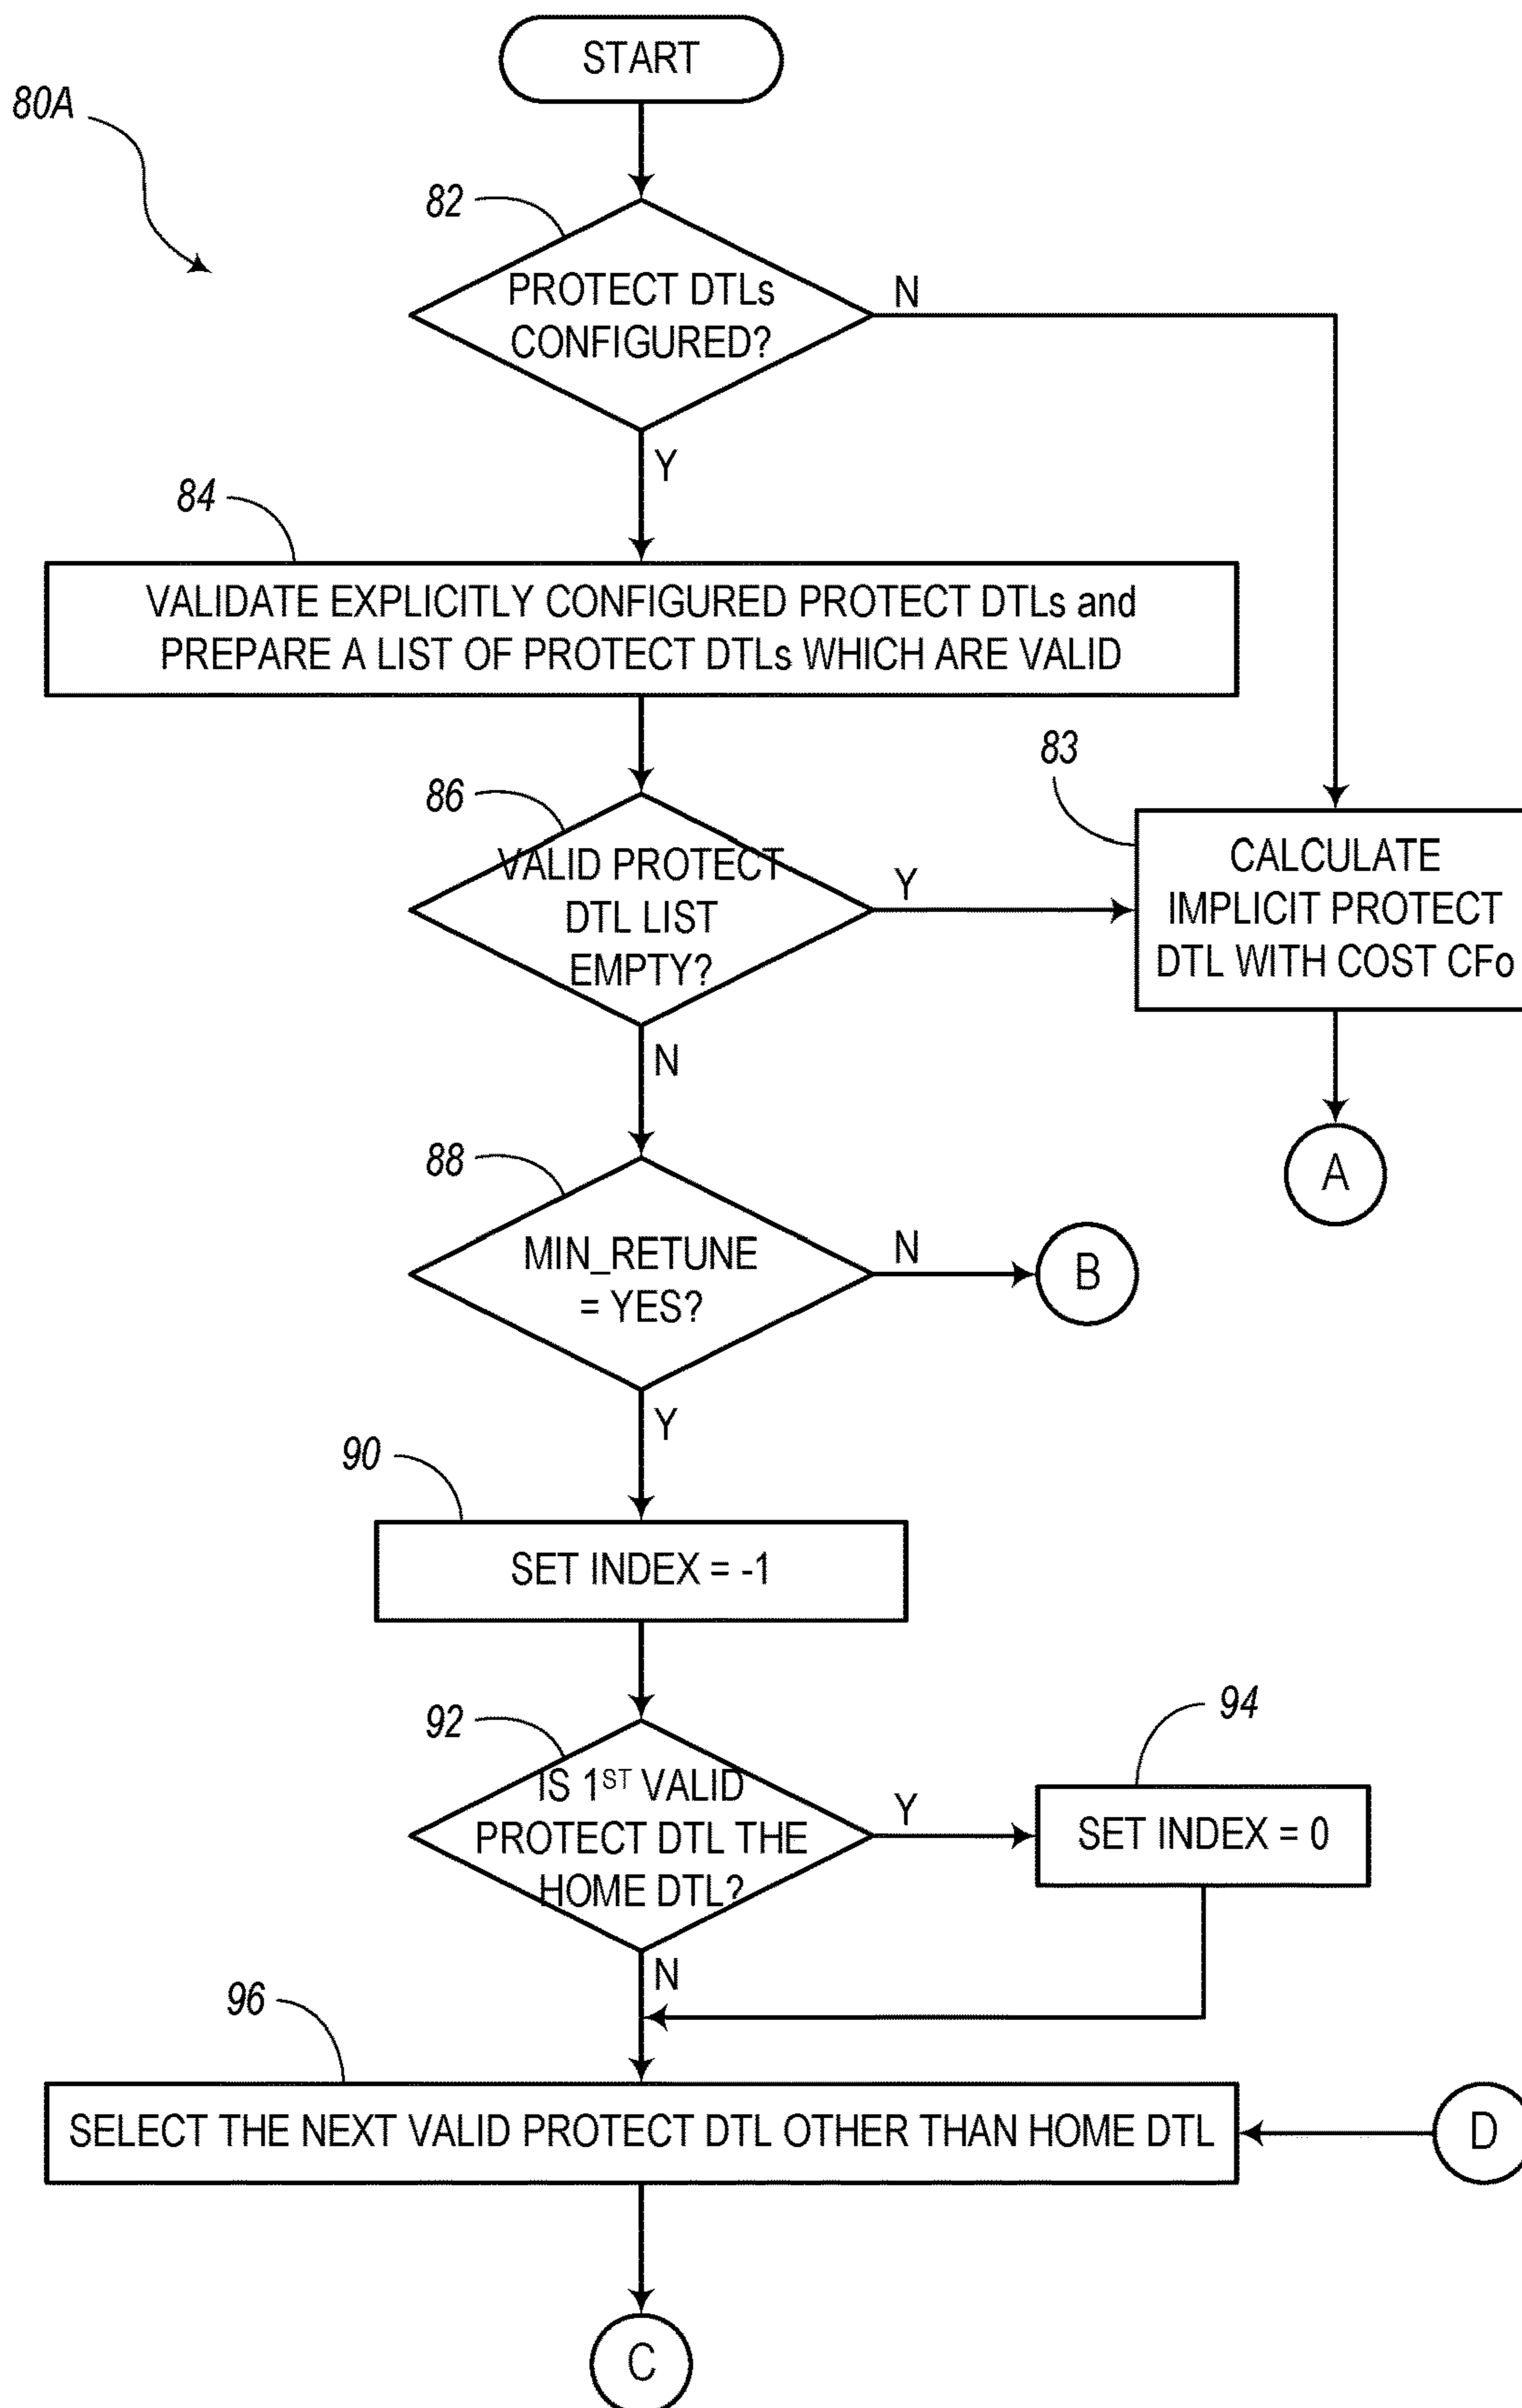 START
80A
82
PROTECT DTLs
CONFIGURED?
N
Y
84
VALIDATE EXPLICITLY CONFIGURED PROTECT DTLs and
PREPARE A LIST OF PROTECT DTLs WHICH ARE VALID
86
VALID PROTECT
DTL LIST
EMPTY?
Y
83
CALCULATE
IMPLICIT PROTECT
DTL WITH COST CFo
N
A
88
MIN_RETUNE
= YES?
N
B
Y
90
SET INDEX = -1
92
IS 1ST VALID
PROTECT DTL THE
HOME DTL?
Y
94
SET INDEX = 0
N
96
SELECT THE NEXT VALID PROTECT DTL OTHER THAN HOME DTL
D
C